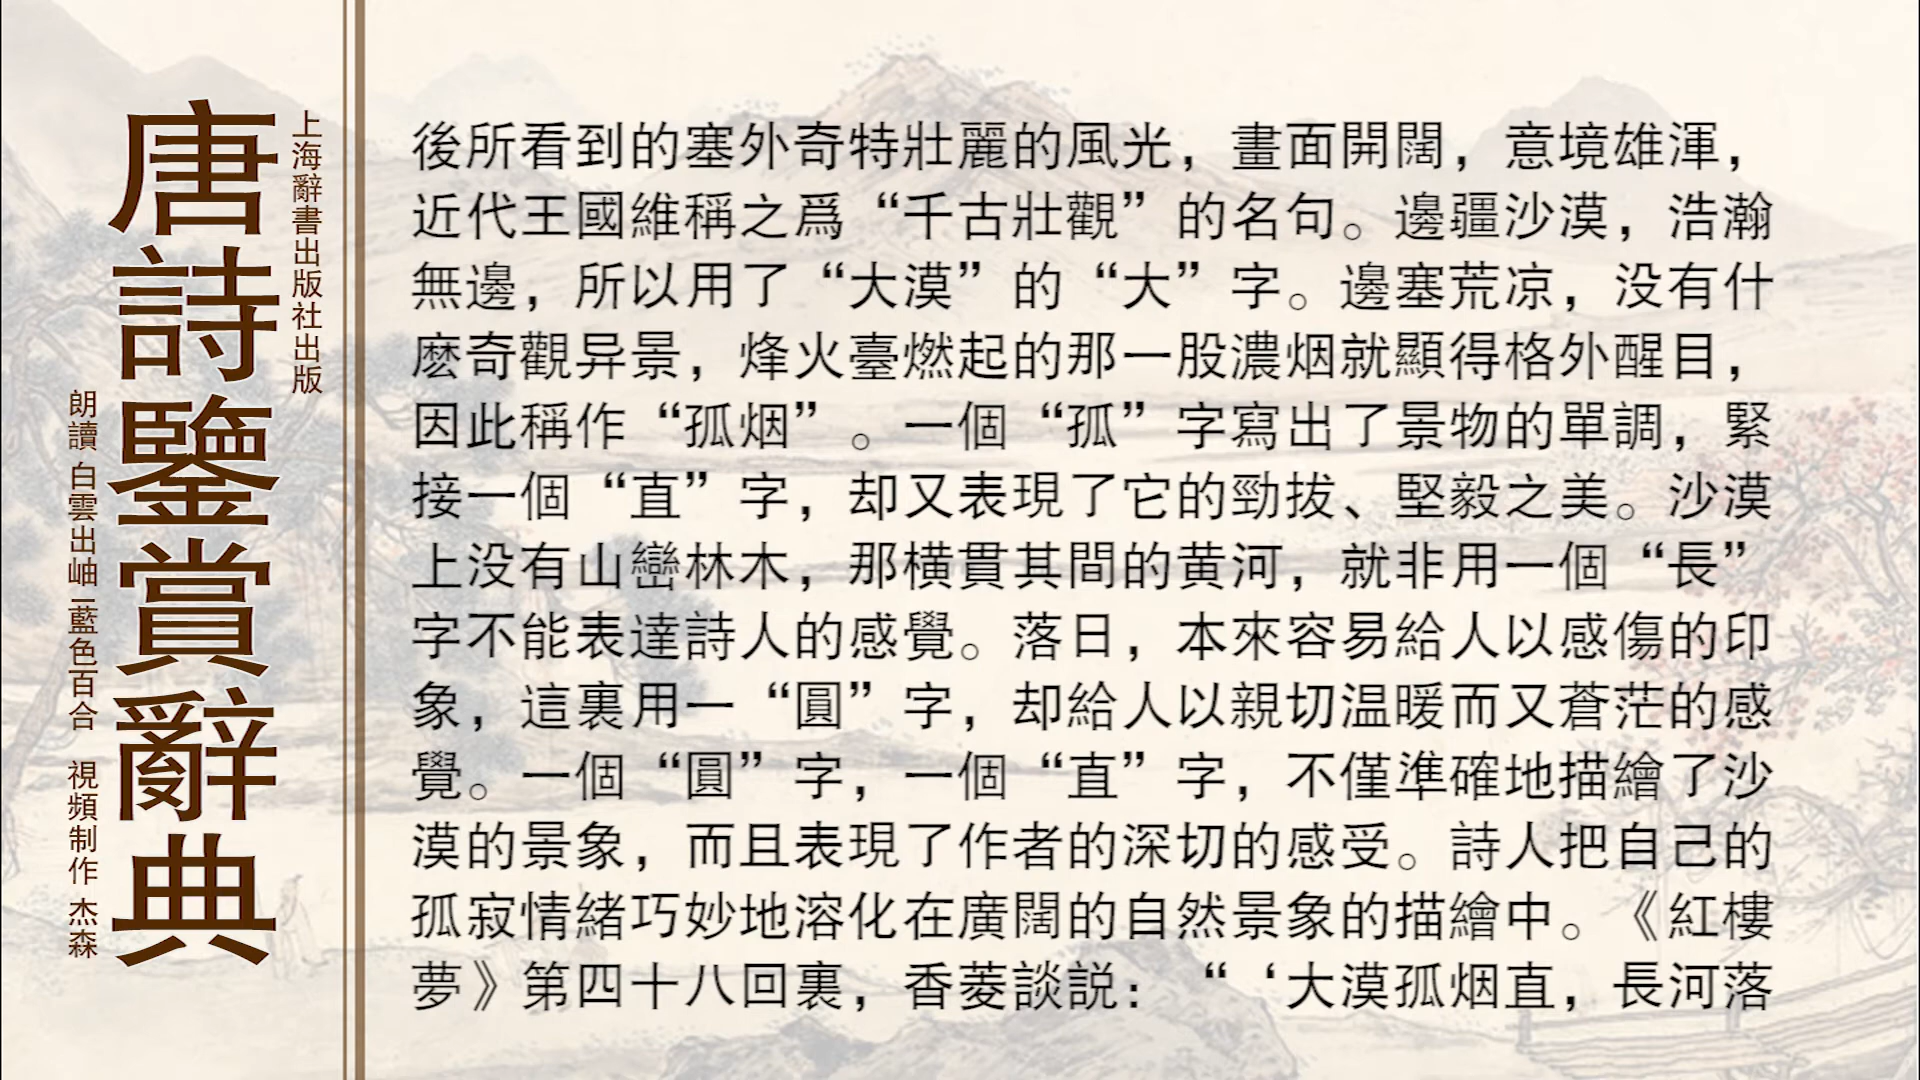 上海辭書出版社出版
唐詩鑒賞辭典
朗讀 白雲出岫—藍色百合 視頻制作 杰森
後所看到的塞外奇特壯麗的風光，畫面開闊，意境雄渾，
近代王國維稱之爲“千古壯觀”的名句。邊疆沙漠，浩瀚
無邊，所以用了“大漠”的“大”字。邊塞荒凉，没有什
麽奇觀异景，烽火臺燃起的那一股濃烟就顯得格外醒目，
因此稱作“孤烟”。一個“孤”字寫出了景物的單調，緊
接一個“直”字，却又表現了它的勁拔、堅毅之美。沙漠
上没有山巒林木，那横貫其間的黄河，就非用一個“長”
字不能表達詩人的感覺。落日，本來容易給人以感傷的印
象，這裏用一“圓”字，却給人以親切温暖而又蒼茫的感
覺。一個“圓”字，一個“直”字，不僅準確地描繪了沙
漠的景象，而且表現了作者的深切的感受。詩人把自己的
孤寂情緒巧妙地溶化在廣闊的自然景象的描繪中。《紅樓
夢》第四十八回裏，香菱談説：“‘大漠孤烟直，長河落